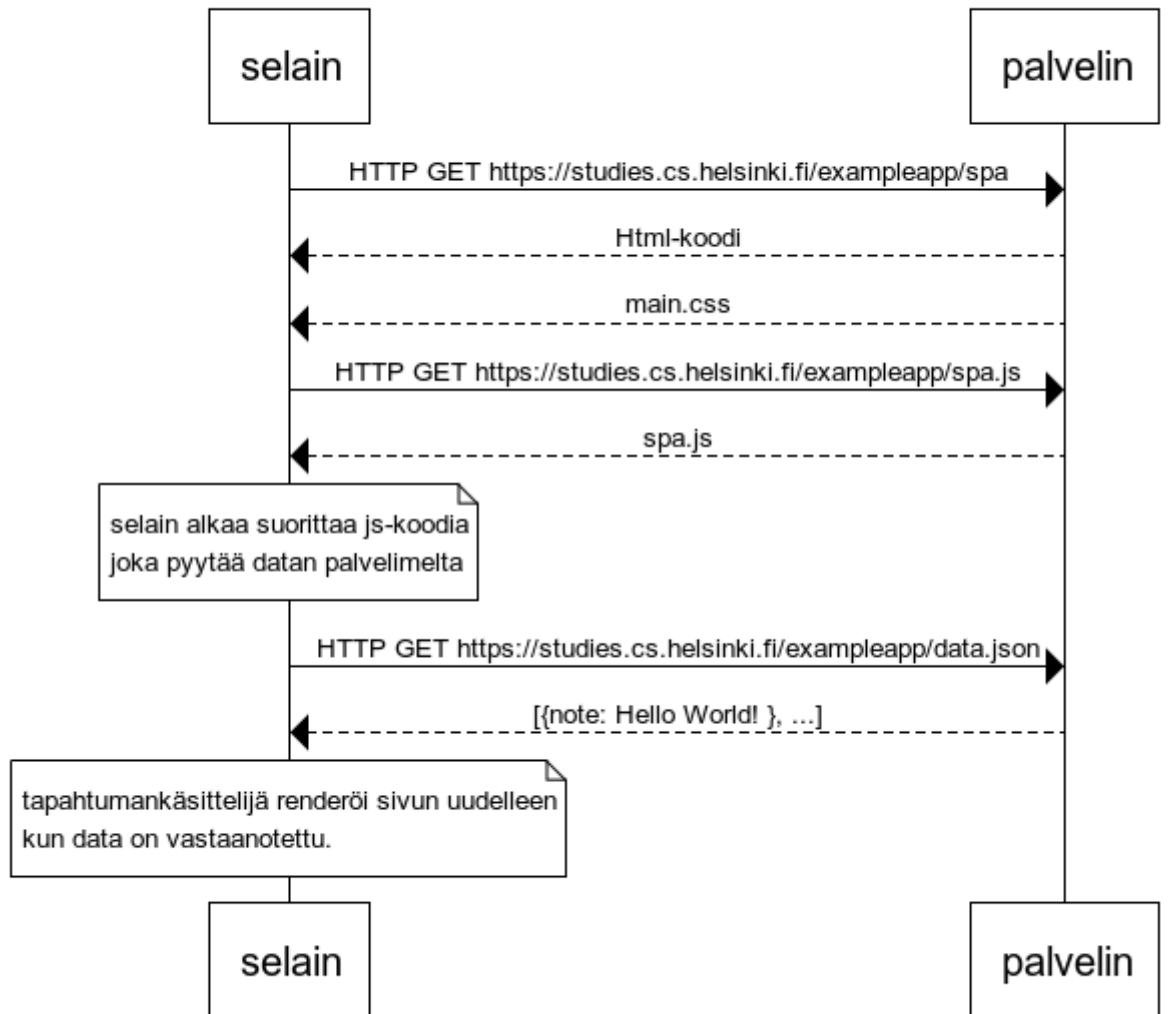 selain
palvelin
HTTP GET https://studies.cs.helsinki.fi/exampleapp/spa
Html-koodi
main.css
HTTP GET https://studies.cs.helsinki.fi/exampleapp/spa.js
spa.js
selain alkaa suorittaa js-koodia
joka pyytää datan palvelimelta
HTTP GET https://studies.cs.helsinki.fi/exampleapp/data.json
[{note: Hello World! }, ...]
tapahtumankäsittelijä renderöi sivun uudelleen
kun data on vastaanotettu.
selain
palvelin